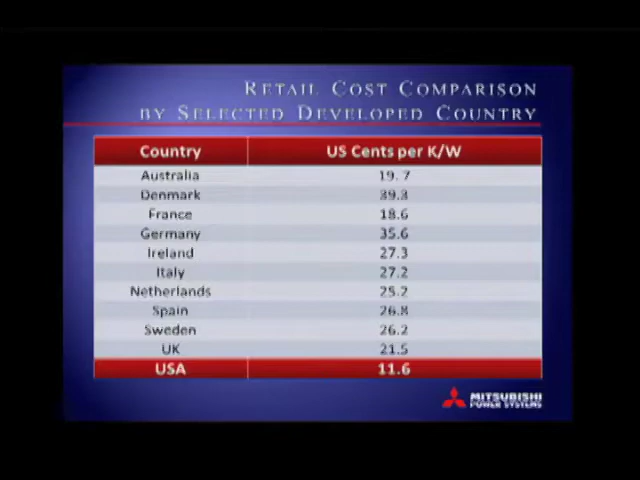 RETAIL COST COMPARISON
BY SELECTED DEVELOPED COUNTRY
Country US Cents per K/W
Australia 19.7
Denmark 39.3
France 18.6
Germany 35.6
Ireland 27.3
Italy 27.2
Netherlands 25.2
Spain 26.8
Sweden 26.2
UK 21.5
USA 11.6
MITSUBISHI
POWER SYSTEMS